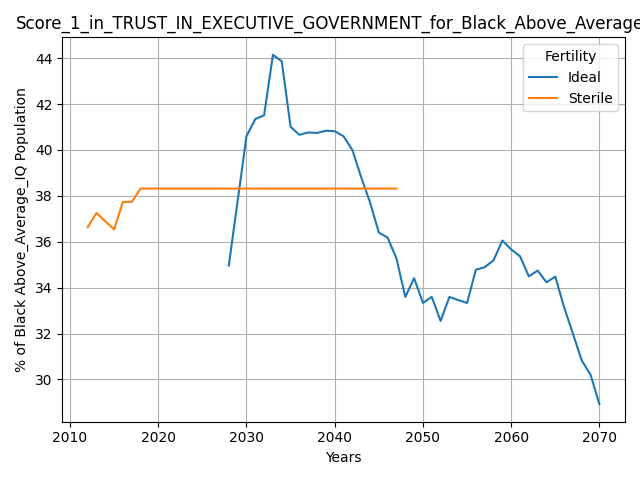 Score_1_in_TRUST_IN_EXECUTIVE_GOVERNMENT_for_Black_Above_Average
Fertility
Ideal
Sterile
% of Black Above_Average_IQ Population
44
42
40
38
36
34
32
30
2010 2020 2030 2040 2050 2060 2070
Years